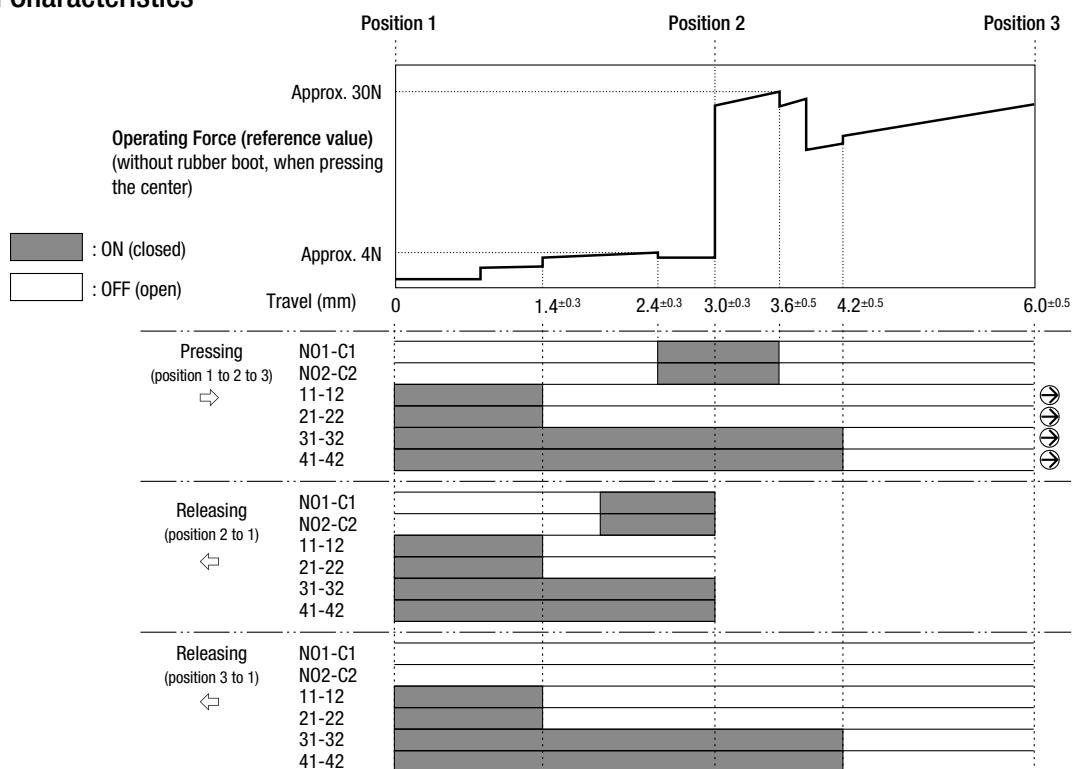 Characteristics
Position 1 Position 2 Position 3
Approx. 30N
Operating Force (reference value)
(without rubber boot, when pressing
the center)
: ON (closed)
Approx. 4N
: OFF (open)
Travel (mm) 0 1.4±0.3 2.4±0.3 3.0±0.3 3.6±0.5 4.2±0.5 6.0±0.5
Pressing
(position 1 to 2 to 3)
NO1-C1
NO2-C2
11-12
21-22
31-32
41-42
Releasing
(position 2 to 1)
NO1-C1
NO2-C2
11-12
21-22
31-32
41-42
Releasing
(position 3 to 1)
NO1-C1
NO2-C2
11-12
21-22
31-32
41-42